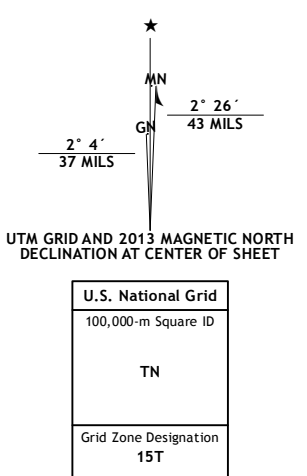 ★
MN
GN
2° 26´
43 MILS
2° 4´
37 MILS
UTM GRID AND 2013 MAGNETIC NORTH
DECLINATION AT CENTER OF SHEET
U.S. National Grid
100,000-m Square ID
TN
Grid Zone Designation
15T